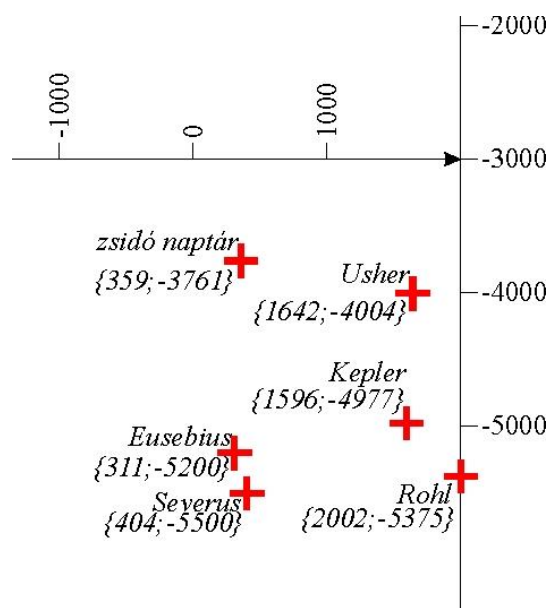 -2000
-1000
0
1000
-3000
zsidó naptár
{359;-3761}
Usher
{1642;-4004}
-4000
Kepler
{1596;-4977}
-5000
Eusebius
{311;-5200}
Severus
{404;-5500}
Rohl
{2002;-5375}